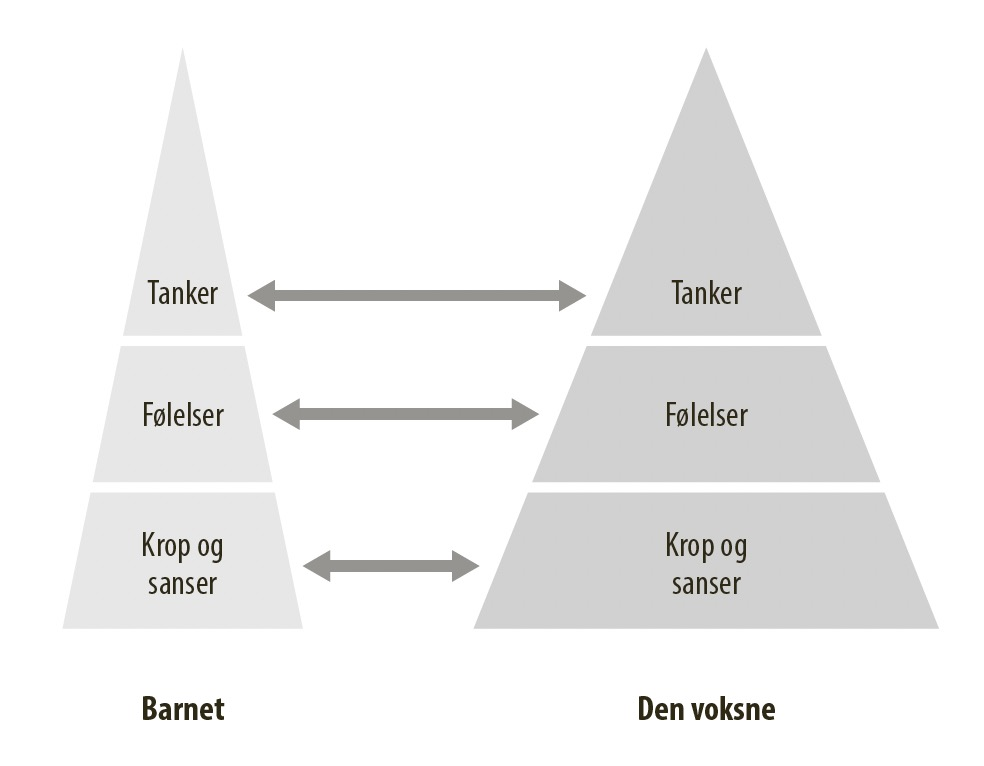 Tanker
Tanker
Følelser
Følelser
Krop og
sanser
Krop og
sanser
Barnet
Den voksne